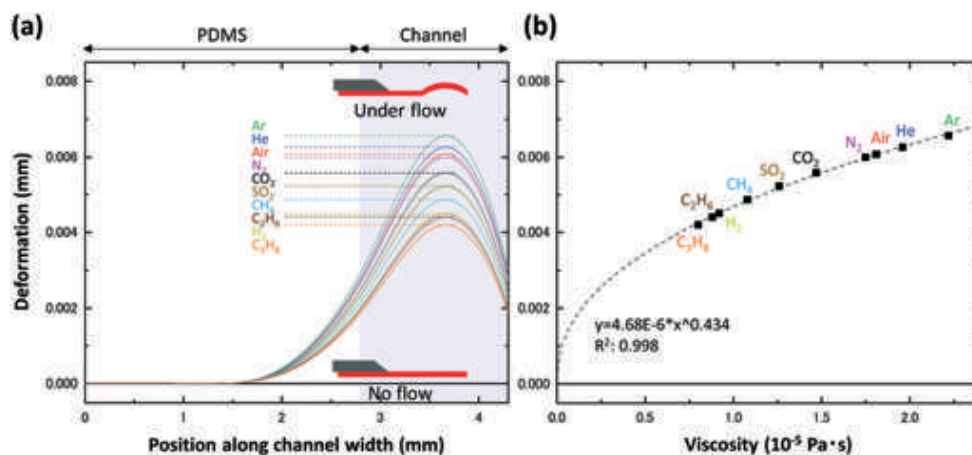 (a)
PDMS
Channel
Deformation (mm)
0.008
0.006
0.004
0.002
0.000
Under flow
Ar
He
Air
N₂
CO₂
SO₂
CH₄
C₂H₆
H₂
C₃H₈
No flow
0
1
2
3
4
Position along channel width (mm)
(b)
0.008
0.006
0.004
0.002
0.000
Ar
He
Air
N₂
CO₂
SO₂
CH₄
C₂H₆
H₂
C₃H₈
y=4.68E-6*x^0.434
R²: 0.998
0.0
0.5
1.0
1.5
2.0
Viscosity (10⁻⁵ Pa·s)